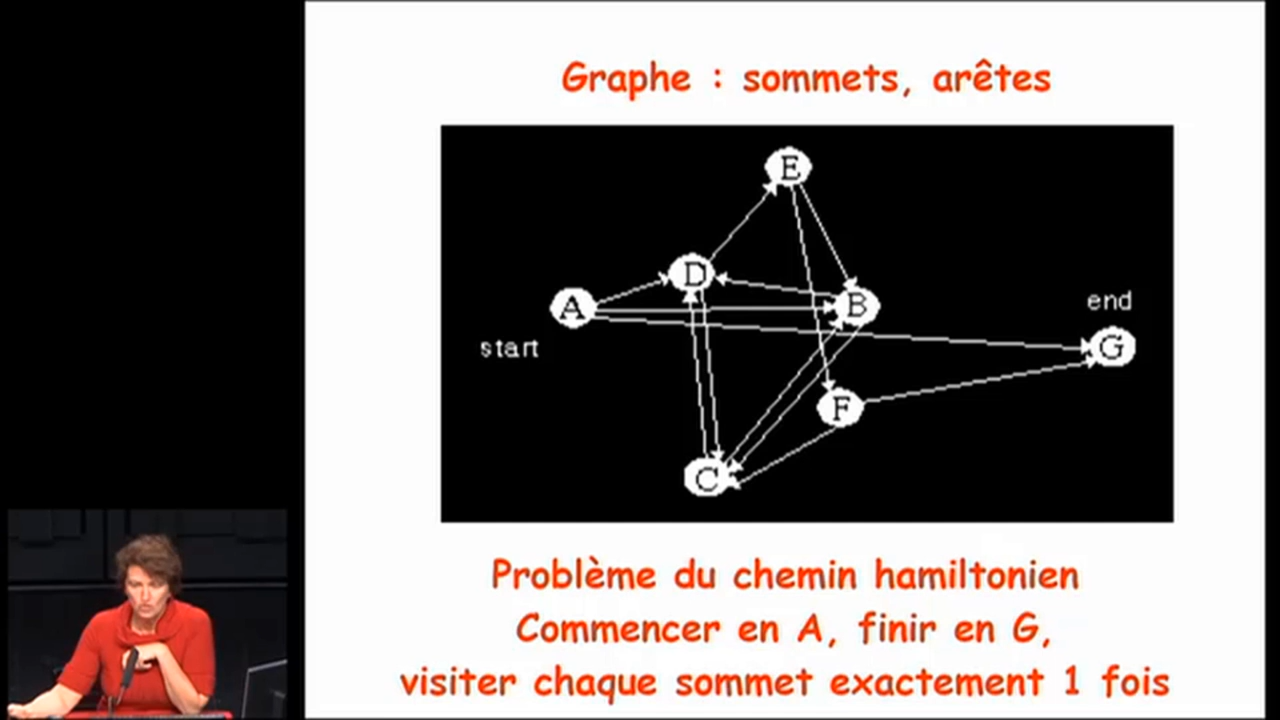 Graphe : sommets, arêtes
E
D
A
B
end
start
G
F
C
Problème du chemin hamiltonien
Commencer en A, finir en G,
visiter chaque sommet exactement 1 fois